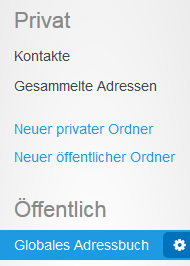 Privat
Kontakte
Gesammelte Adressen
Neuer privater Ordner
Neuer öffentlicher Ordner
Öffentlich
Globales Adressbuch